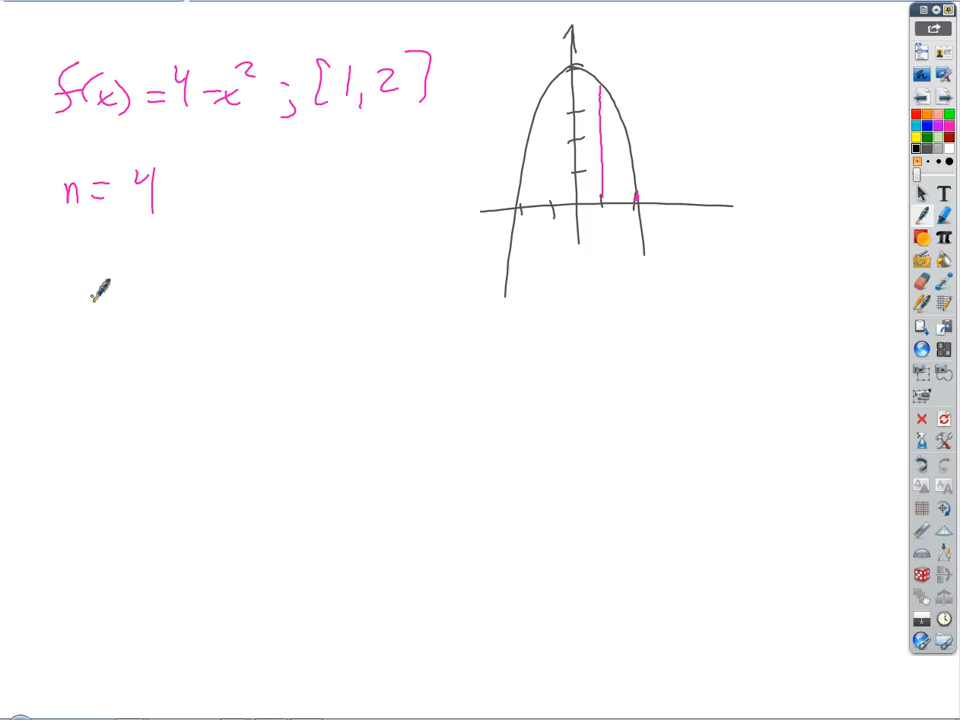 f(x) = 4-x² ; [1, 2]
n = 4
T
π